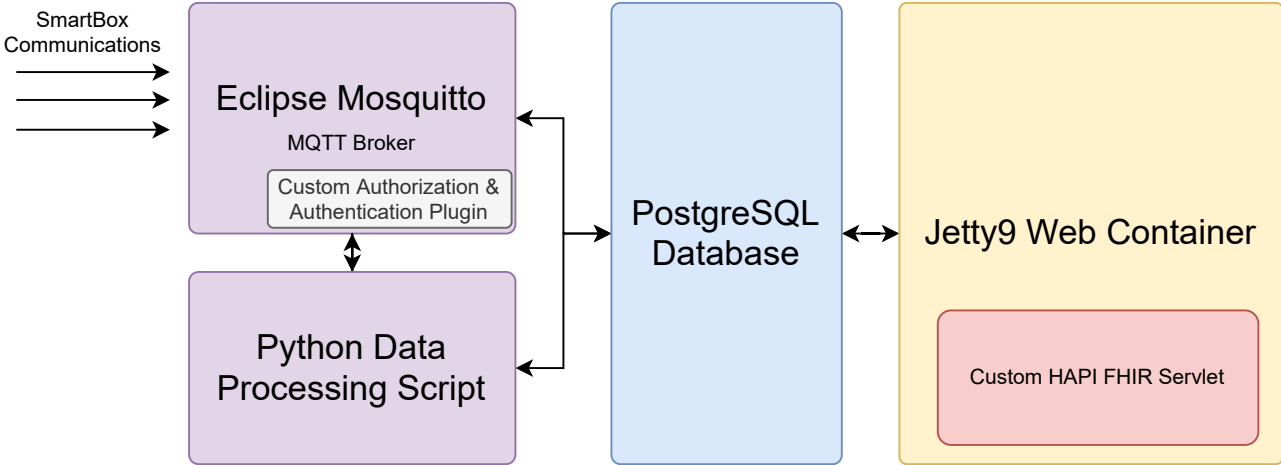 SmartBox
Communications
Eclipse Mosquitto
MQTT Broker
Custom Authorization &
Authentication Plugin
Python Data
Processing Script
PostgreSQL
Database
Jetty9 Web Container
Custom HAPI FHIR Servlet